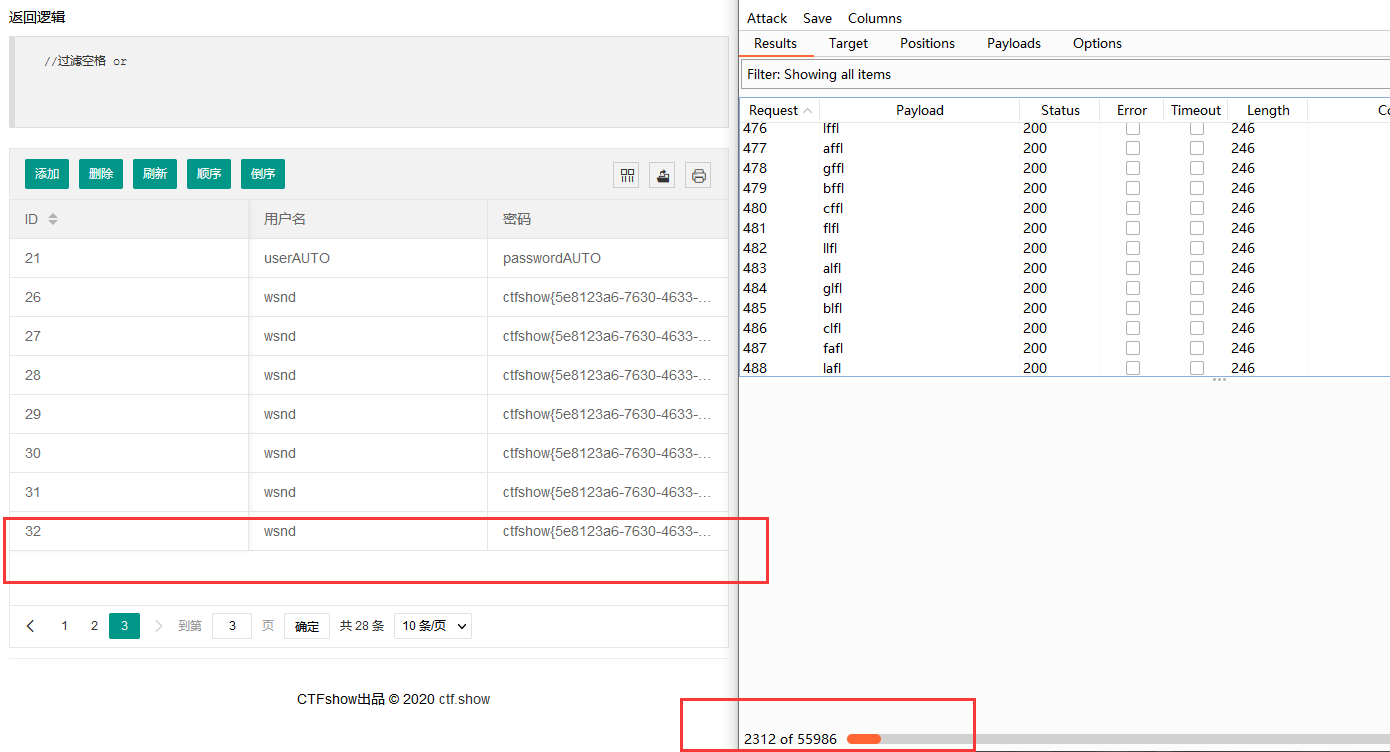 返回逻辑
//过滤空格 or
添加 删除 刷新 顺序 倒序
ID 用户名 密码
21 userAUTO passwordAUTO
26 wsnd ctfshow{5e8123a6-7630-4633-...
27 wsnd ctfshow{5e8123a6-7630-4633-...
28 wsnd ctfshow{5e8123a6-7630-4633-...
29 wsnd ctfshow{5e8123a6-7630-4633-...
30 wsnd ctfshow{5e8123a6-7630-4633-...
31 wsnd ctfshow{5e8123a6-7630-4633-...
32 wsnd ctfshow{5e8123a6-7630-4633-...
1 2 3 到第 3 页 确定 共 28 条 10 条/页
CTFshow出品 © 2020 ctf.show
Attack Save Columns
Results Target Positions Payloads Options
Filter: Showing all items
Request Payload Status Error Timeout Length
476 lffl 200 246
477 affl 200 246
478 gffl 200 246
479 bffl 200 246
480 cffl 200 246
481 flfl 200 246
482 llfl 200 246
483 alfl 200 246
484 glfl 200 246
485 blfl 200 246
486 clfl 200 246
487 fafl 200 246
488 lafl 200 246
2312 of 55986